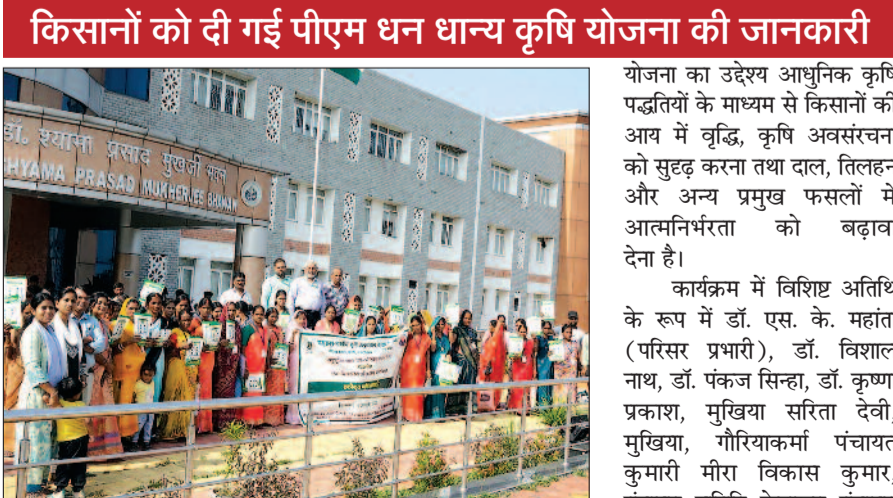 किसानों को दी गई पीएम धन धान्य कृषि योजना की जानकारी
डॉ. श्यामा प्रसाद मुखर्जी भवन
SHYAMA PRASAD MUKHERJEE BHAWAN
योजना का उद्देश्य आधुनिक कृषि
पद्धतियों के माध्यम से किसानों की
आय में वृद्धि, कृषि अवसंरचन
को सुदृढ़ करना तथा दाल, तिलहन
और अन्य प्रमुख फसलों में
आत्मनिर्भरता को बढ़ाव
देना है।
कार्यक्रम में विशिष्ट अतिथि
के रूप में डॉ. एस. के. महांत
(परिसर प्रभारी), डॉ. विशाल
नाथ, डॉ. पंकज सिन्हा, डॉ. कृष्णा
प्रकाश, मुखिया सरिता देवी,
मुखिया, गौरियाकर्मा पंचायत
कुमारी मीरा विकास कुमार